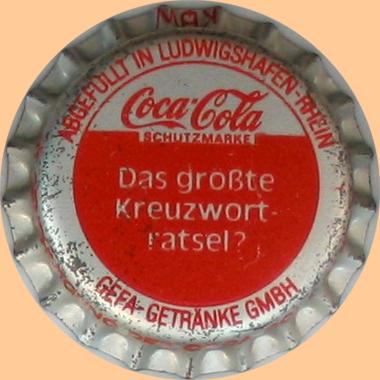 ABGEFÜLLT IN LUDWIGSHAFEN-RHEIN
Coca-Cola
SCHUTZMARKE
Das größte
Kreuzwort-
rätsel?
GEFA-GETRÄNKE GMBH